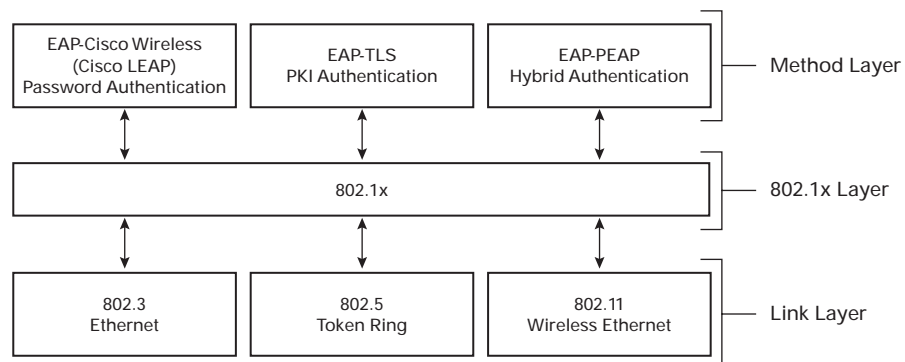 EAP-Cisco Wireless
(Cisco LEAP)
Password Authentication
EAP-TLS
PKI Authentication
EAP-PEAP
Hybrid Authentication
Method Layer
802.1x
802.1x Layer
802.3
Ethernet
802.5
Token Ring
802.11
Wireless Ethernet
Link Layer